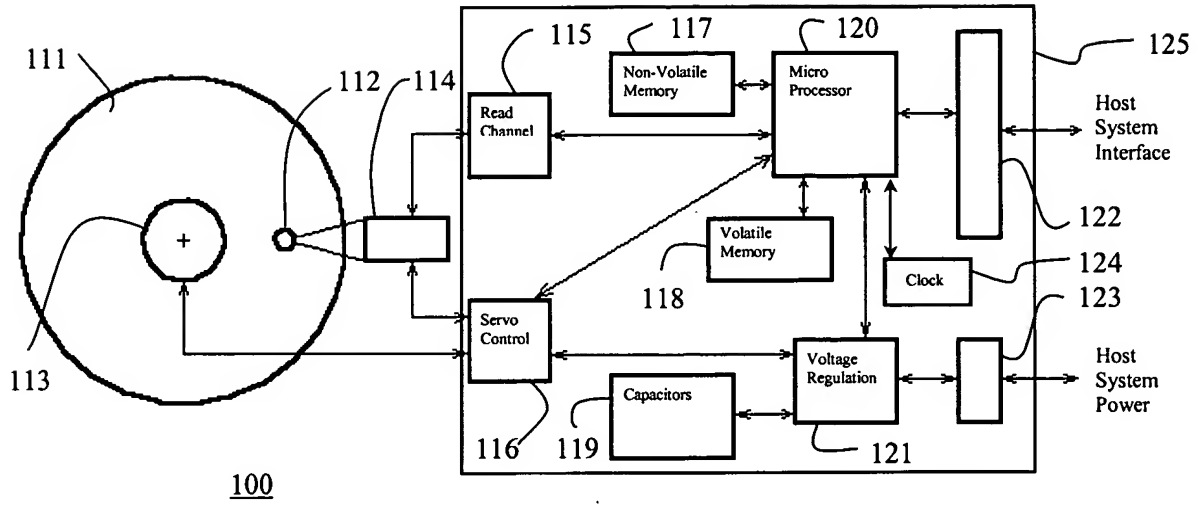 111
112
114
115
117
120
125
Read
Channel
Non-Volatile
Memory
Micro
Processor
Host
System
Interface
122
113
Volatile
Memory
118
Clock
124
123
Servo
Control
116
Capacitors
119
Voltage
Regulation
121
Host
System
Power
100